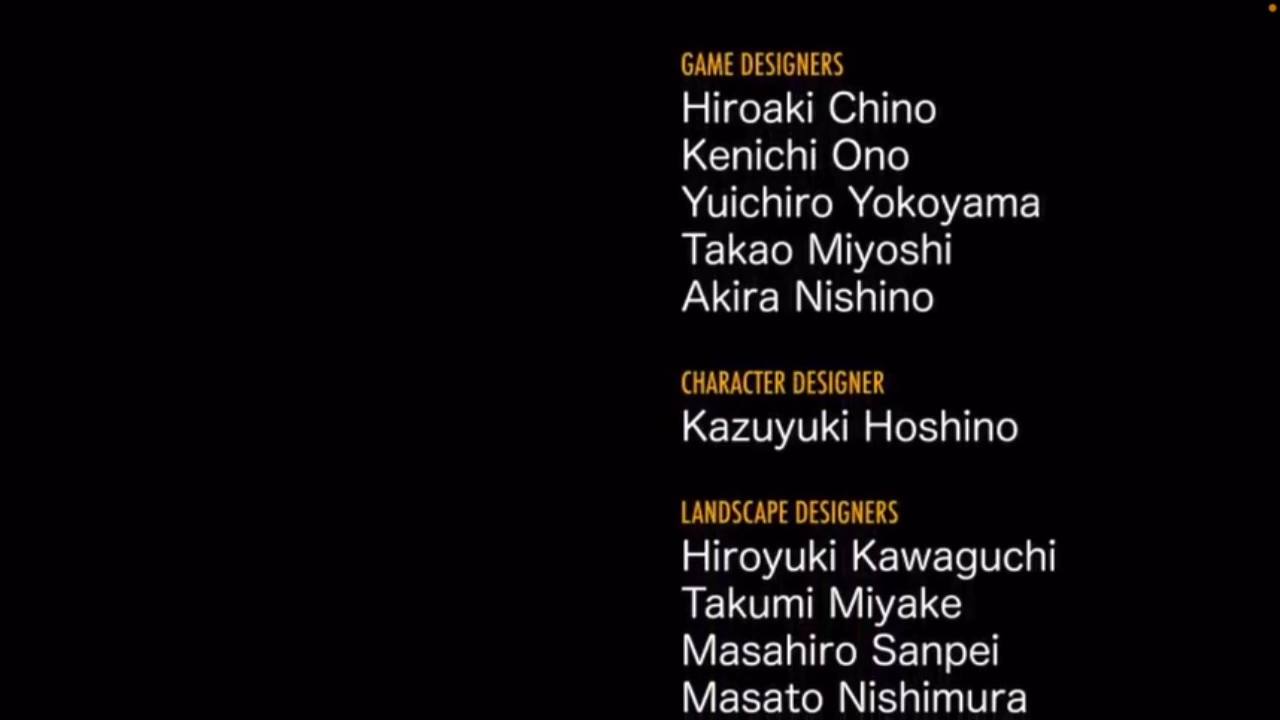 GAME DESIGNERS
Hiroaki Chino
Kenichi Ono
Yuichiro Yokoyama
Takao Miyoshi
Akira Nishino
CHARACTER DESIGNER
Kazuyuki Hoshino
LANDSCAPE DESIGNERS
Hiroyuki Kawaguchi
Takumi Miyake
Masahiro Sanpei
Masato Nishimura